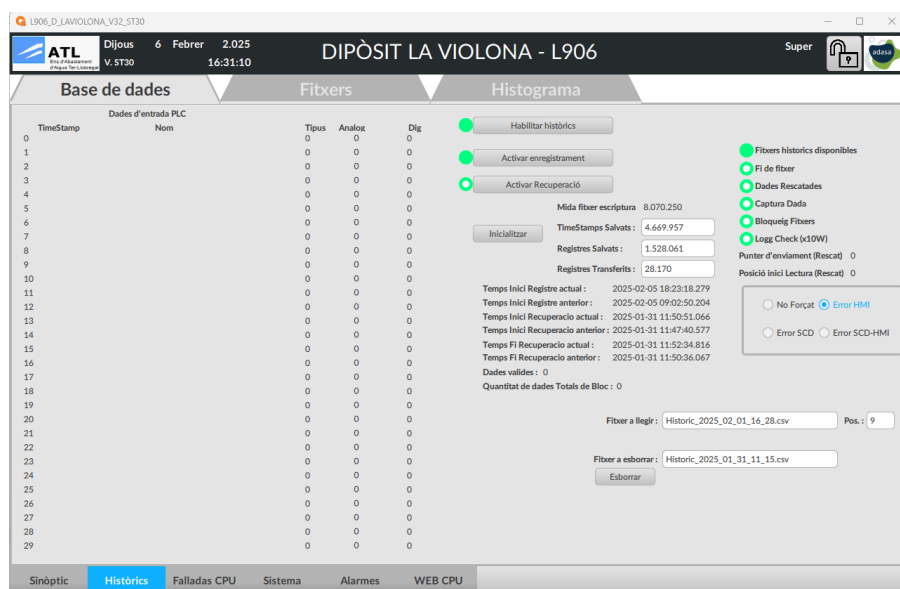 L906_D_LAVIOLONA_V32_ST30
ATL
Ens d'Abastament
d'Aigua Ter-Llobregat
Dijous 6 Febrer 2.025
V. ST30 16:31:10
DIPÒSIT LA VIOLONA - L906
Super
adasa
Base de dades
Fitxers
Histograma
Dades d'entrada PLC
TimeStamp Nom Tipus Analog Dig
0 0 0 0
1 0 0 0
2 0 0 0
3 0 0 0
4 0 0 0
5 0 0 0
6 0 0 0
7 0 0 0
8 0 0 0
9 0 0 0
10 0 0 0
11 0 0 0
12 0 0 0
13 0 0 0
14 0 0 0
15 0 0 0
16 0 0 0
17 0 0 0
18 0 0 0
19 0 0 0
20 0 0 0
21 0 0 0
22 0 0 0
23 0 0 0
24 0 0 0
25 0 0 0
26 0 0 0
27 0 0 0
28 0 0 0
29 0 0 0
Habilitar històrics
Activar enregistrament
Activar Recuperació
Mida fitxer escriptura 8.070.250
Inicialitzar
TimeStamps Salvats : 4.669.957
Registres Salvats : 1.528.061
Registres Transferits : 28.170
Temps Inici Registre actual : 2025-02-05 18:23:18.279
Temps Inici Registre anterior : 2025-02-05 09:02:50.204
Temps Inici Recuperacio actual : 2025-01-31 11:50:51.066
Temps Inici Recuperacio anterior : 2025-01-31 11:47:40.577
Temps Fi Recuperacio actual : 2025-01-31 11:52:34.816
Temps Fi Recuperacio anterior : 2025-01-31 11:50:36.067
Dades valides : 0
Quantitat de dades Totals de Bloc : 0
Fitxers historics disponibles
Fi de fitxer
Dades Rescatades
Captura Dada
Bloqueig Fitxers
Logg Check (x10W)
Punter d'enviament (Rescat) 0
Posició inici Lectura (Rescat) 0
No Forçat Error HMI
Error SCD Error SCD-HMI
Fitxer a llegir : Historic_2025_02_01_16_28.csv Pos. : 9
Fitxer a esborrar : Historic_2025_01_31_11_15.csv
Esborrar
Sinòptic Històrics Falladas CPU Sistema Alarmes WEB CPU